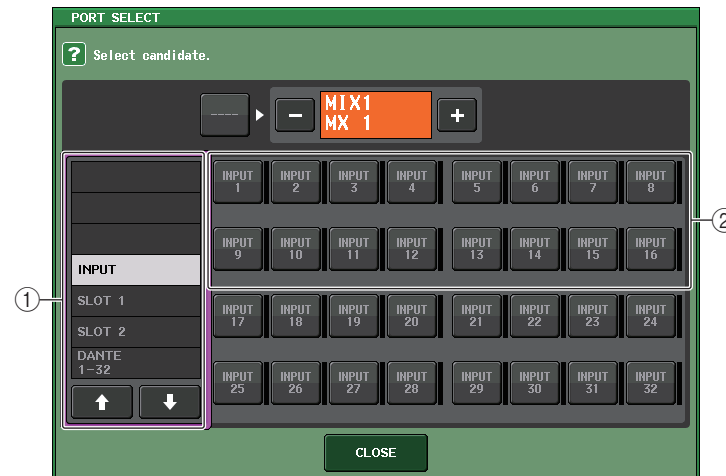 PORT SELECT
? Select candidate.
---- − MIX1 +
MX 1
INPUT 1 INPUT 2 INPUT 3 INPUT 4 INPUT 5 INPUT 6 INPUT 7 INPUT 8
INPUT 9 INPUT 10 INPUT 11 INPUT 12 INPUT 13 INPUT 14 INPUT 15 INPUT 16
INPUT 17 INPUT 18 INPUT 19 INPUT 20 INPUT 21 INPUT 22 INPUT 23 INPUT 24
INPUT 25 INPUT 26 INPUT 27 INPUT 28 INPUT 29 INPUT 30 INPUT 31 INPUT 32
INPUT
SLOT 1
SLOT 2
DANTE
1-32
CLOSE
①
②